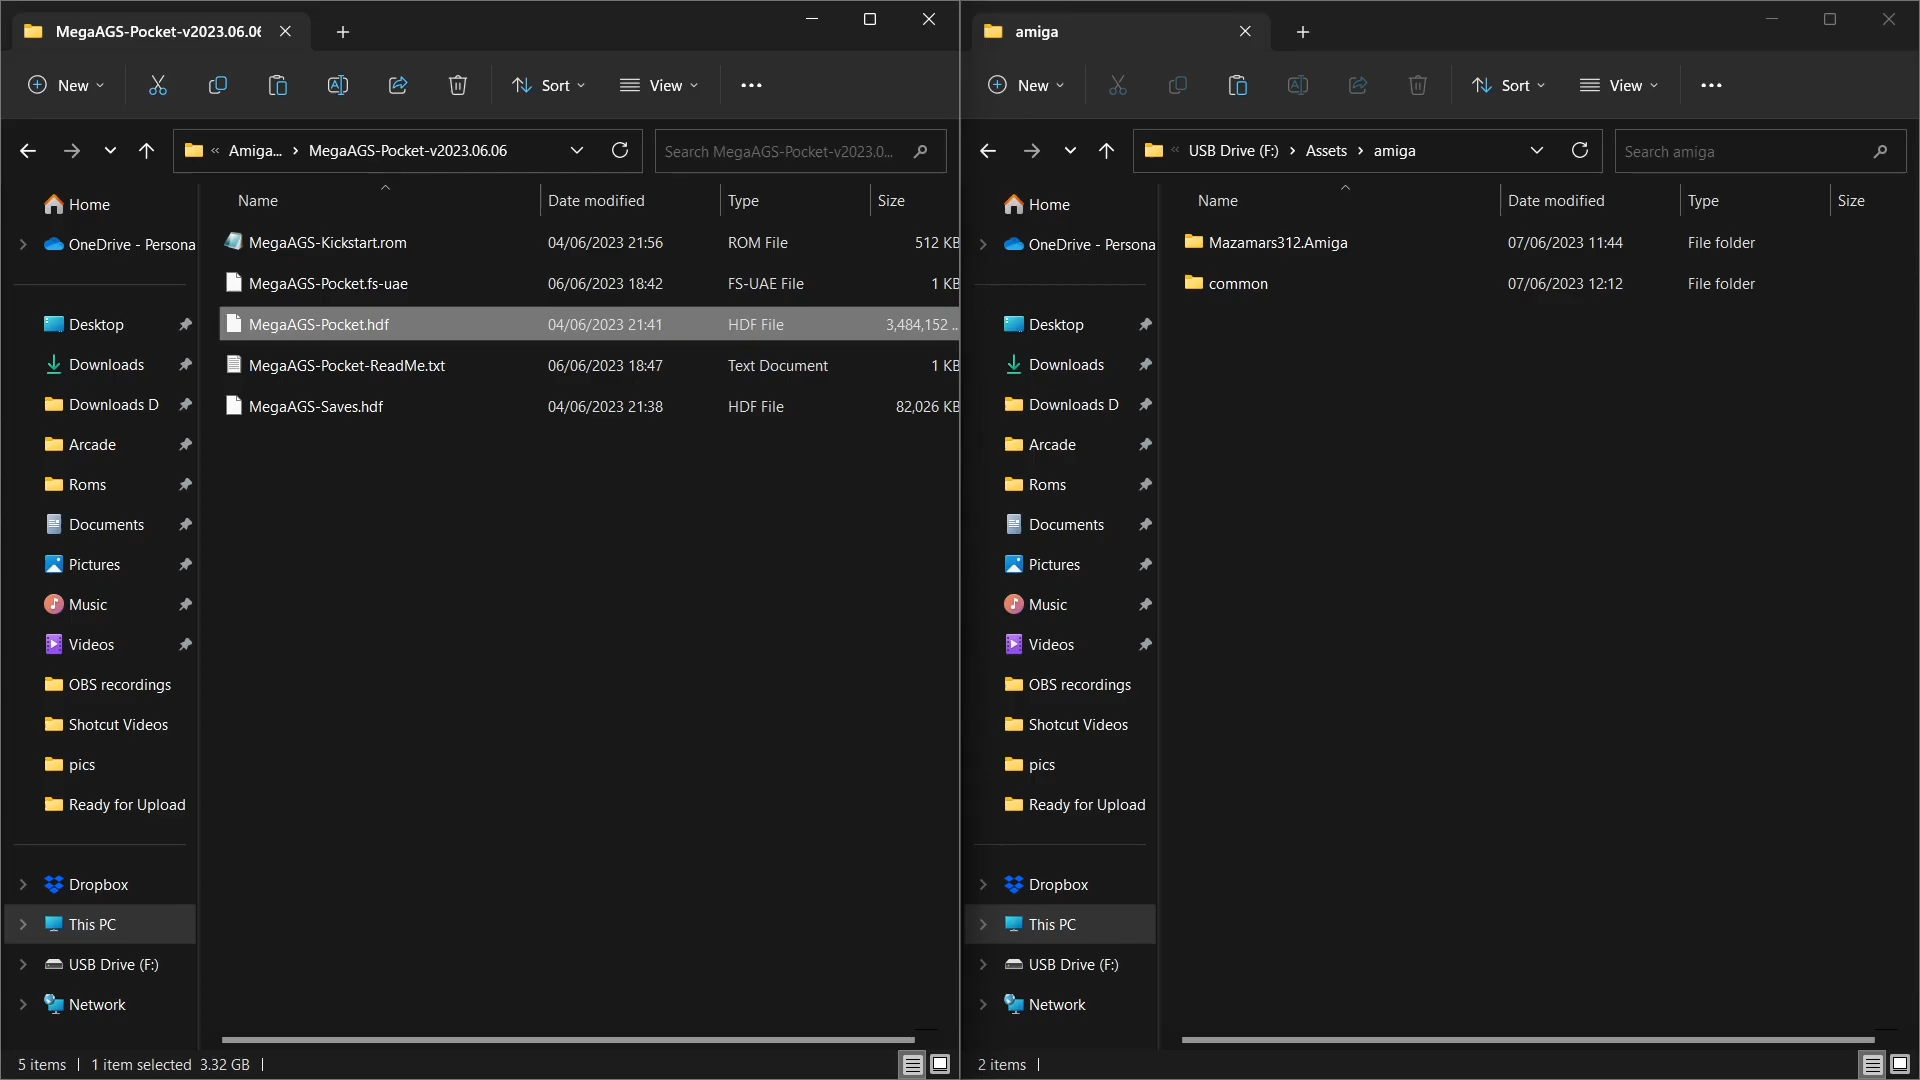 MegaAGS-Pocket-v2023.06.06
New
Sort
View
Amiga...
MegaAGS-Pocket-v2023.06.06
Search MegaAGS-Pocket-v2023.0...
Home
OneDrive - Persona
Desktop
Downloads
Downloads D
Arcade
Roms
Documents
Pictures
Music
Videos
OBS recordings
Shotcut Videos
pics
Ready for Upload
Dropbox
This PC
USB Drive (F:)
Network
Name Date modified Type Size
MegaAGS-Kickstart.rom 04/06/2023 21:56 ROM File 512 KB
MegaAGS-Pocket.fs-uae 06/06/2023 18:42 FS-UAE File 1 KB
MegaAGS-Pocket.hdf 04/06/2023 21:41 HDF File 3,484,152 ..
MegaAGS-Pocket-ReadMe.txt 06/06/2023 18:47 Text Document 1 KB
MegaAGS-Saves.hdf 04/06/2023 21:38 HDF File 82,026 KB
5 items 1 item selected 3.32 GB
amiga
New
Sort
View
USB Drive (F:) Assets amiga
Search amiga
Home
OneDrive - Persona
Desktop
Downloads
Downloads D
Arcade
Roms
Documents
Pictures
Music
Videos
OBS recordings
Shotcut Videos
pics
Ready for Upload
Dropbox
This PC
USB Drive (F:)
Network
Name Date modified Type Size
Mazamars312.Amiga 07/06/2023 11:44 File folder
common 07/06/2023 12:12 File folder
2 items